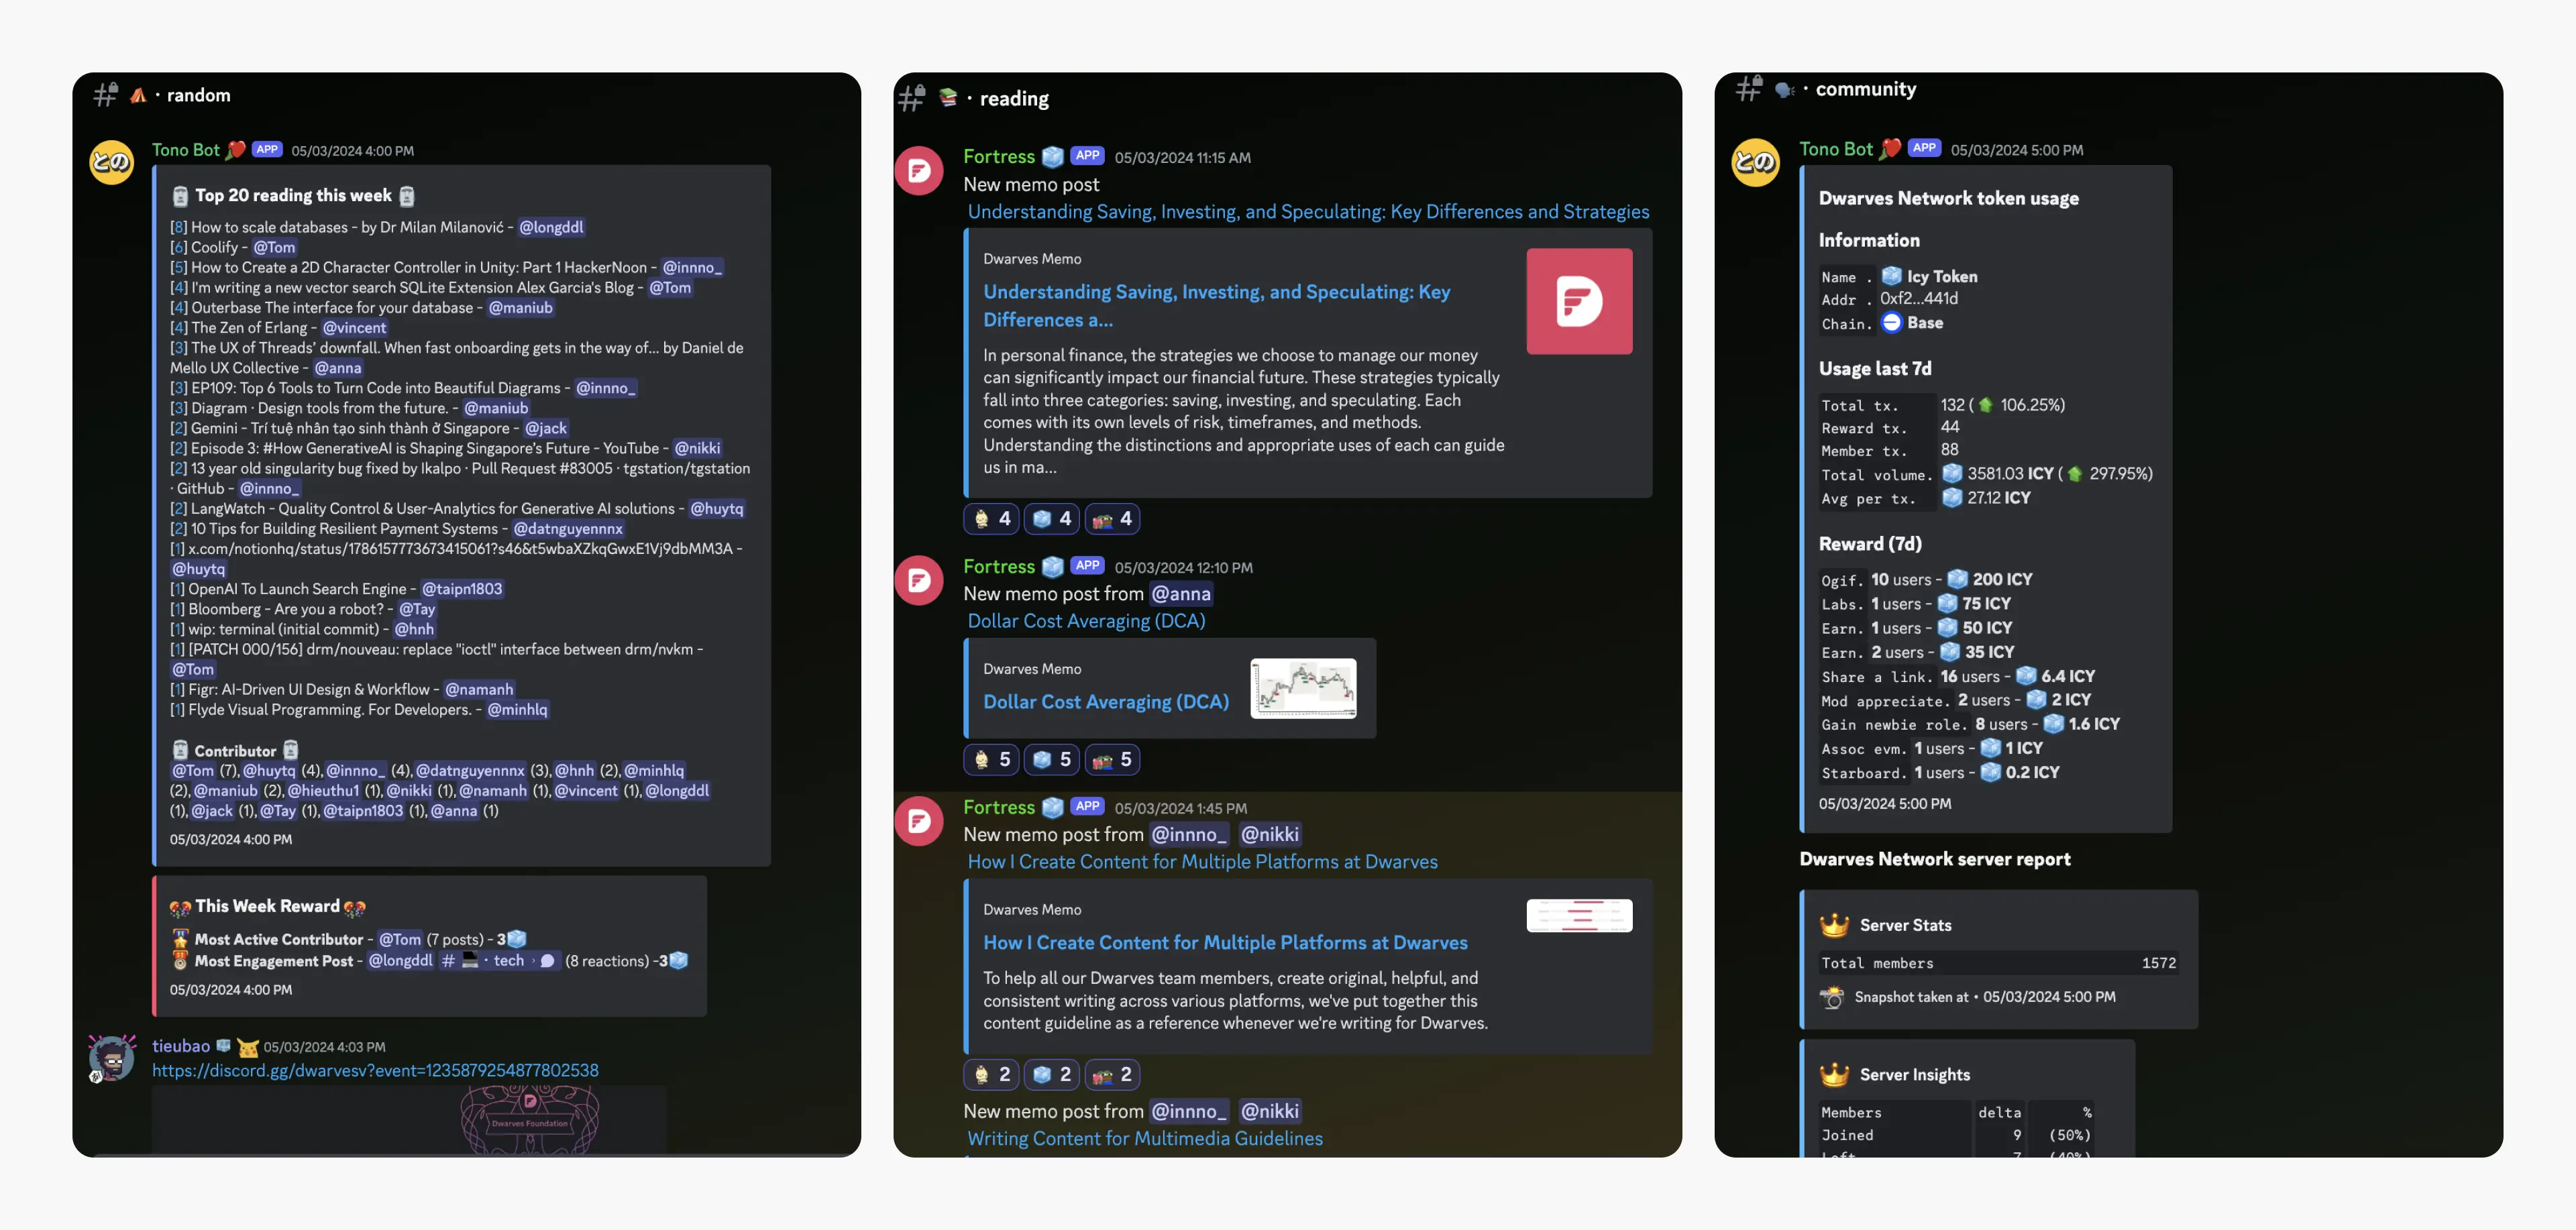 random
との
Tono Bot APP 05/03/2024 4:00 PM
Top 20 reading this week
[8] How to scale databases - by Dr Milan Milanović - @longddl
[6] Coolify - @Tom
[5] How to Create a 2D Character Controller in Unity: Part 1 HackerNoon - @innno_
[4] I'm writing a new vector search SQLite Extension Alex Garcia's Blog - @Tom
[4] Outerbase The interface for your database - @maniub
[4] The Zen of Erlang - @vincent
[3] The UX of Threads’ downfall. When fast onboarding gets in the way of... by Daniel de
Mello UX Collective - @anna
[3] EP109: Top 6 Tools to Turn Code into Beautiful Diagrams - @innno_
[3] Diagram · Design tools from the future. - @maniub
[2] Gemini - Trí tuệ nhân tạo sinh thành ở Singapore - @jack
[2] Episode 3: #How GenerativeAI is Shaping Singapore’s Future - YouTube - @nikki
[2] 13 year old singularity bug fixed by Ikalpo · Pull Request #83005 · tgstation/tgstation
· GitHub - @innno_
[2] LangWatch - Quality Control & User-Analytics for Generative AI solutions - @huytq
[2] 10 Tips for Building Resilient Payment Systems - @datnguyennnx
[1] x.com/notionhq/status/1786157773673415061?s46&t5wbaXZkqGwxE1Vj9dbMM3A -
@huytq
[1] OpenAI To Launch Search Engine - @taipn1803
[1] Bloomberg - Are you a robot? - @Tay
[1] wip: terminal (initial commit) - @hnh
[1] [PATCH 000/156] drm/nouveau: replace "ioctl" interface between drm/nvkm -
@Tom
[1] Figr: AI-Driven UI Design & Workflow - @namanh
[1] Flyde Visual Programming. For Developers. - @minhlq
Contributor
@Tom (7), @huytq (4), @innno_ (4), @datnguyennnx (3), @hnh (2), @minhlq
(2), @maniub (2), @hieuthu1 (1), @nikki (1), @namanh (1), @vincent (1), @longddl
(1), @jack (1), @Tay (1), @taipn1803 (1), @anna (1)
05/03/2024 4:00 PM
This Week Reward
Most Active Contributor - @Tom (7 posts) - 3
Most Engagement Post - @longddl # · tech › (8 reactions) -3
05/03/2024 4:00 PM
tieubao 05/03/2024 4:03 PM
https://discord.gg/dwarvesv?event=1235879254877802538
Dwarves Foundation
reading
Fortress APP 05/03/2024 11:15 AM
New memo post
Understanding Saving, Investing, and Speculating: Key Differences and Strategies
Dwarves Memo
Understanding Saving, Investing, and Speculating: Key
Differences a...
In personal finance, the strategies we choose to manage our money
can significantly impact our financial future. These strategies typically
fall into three categories: saving, investing, and speculating. Each
comes with its own levels of risk, timeframes, and methods.
Understanding the distinctions and appropriate uses of each can guide
us in ma...
4 4 4
Fortress APP 05/03/2024 12:10 PM
New memo post from @anna
Dollar Cost Averaging (DCA)
Dwarves Memo
Dollar Cost Averaging (DCA)
5 5 5
Fortress APP 05/03/2024 1:45 PM
New memo post from @innno_ @nikki
How I Create Content for Multiple Platforms at Dwarves
Dwarves Memo
How I Create Content for Multiple Platforms at Dwarves
To help all our Dwarves team members, create original, helpful, and
consistent writing across various platforms, we've put together this
content guideline as a reference whenever we're writing for Dwarves.
2 2 2
New memo post from @innno_ @nikki
Writing Content for Multimedia Guidelines
community
との
Tono Bot APP 05/03/2024 5:00 PM
Dwarves Network token usage
Information
Name . Icy Token
Addr . 0xf2...441d
Chain. Base
Usage last 7d
Total tx. 132 ( 106.25%)
Reward tx. 44
Member tx. 88
Total volume. 3581.03 ICY ( 297.95%)
Avg per tx. 27.12 ICY
Reward (7d)
Ogif. 10 users - 200 ICY
Labs. 1 users - 75 ICY
Earn. 1 users - 50 ICY
Earn. 2 users - 35 ICY
Share a link. 16 users - 6.4 ICY
Mod appreciate. 2 users - 2 ICY
Gain newbie role. 8 users - 1.6 ICY
Assoc evm. 1 users - 1 ICY
Starboard. 1 users - 0.2 ICY
05/03/2024 5:00 PM
Dwarves Network server report
Server Stats
Total members 1572
Snapshot taken at • 05/03/2024 5:00 PM
Server Insights
Members delta %
Joined 9 (50%)